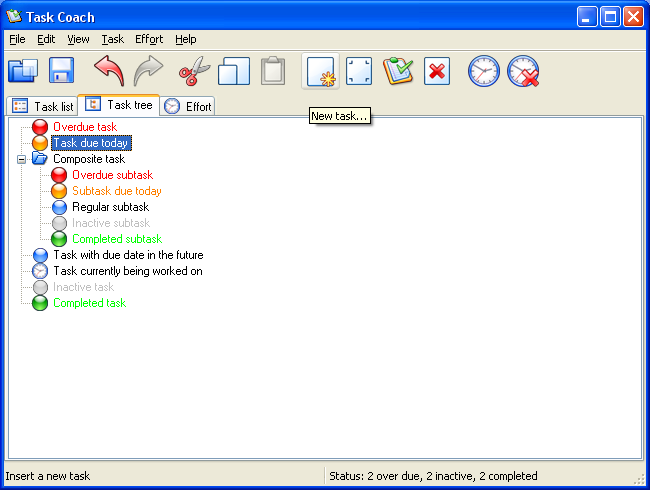 Task Coach
File Edit View Task Effort Help
Task list Task tree Effort
New task...
Overdue task
Task due today
Composite task
Overdue subtask
Subtask due today
Regular subtask
Inactive subtask
Completed subtask
Task with due date in the future
Task currently being worked on
Inactive task
Completed task
Insert a new task Status: 2 over due, 2 inactive, 2 completed